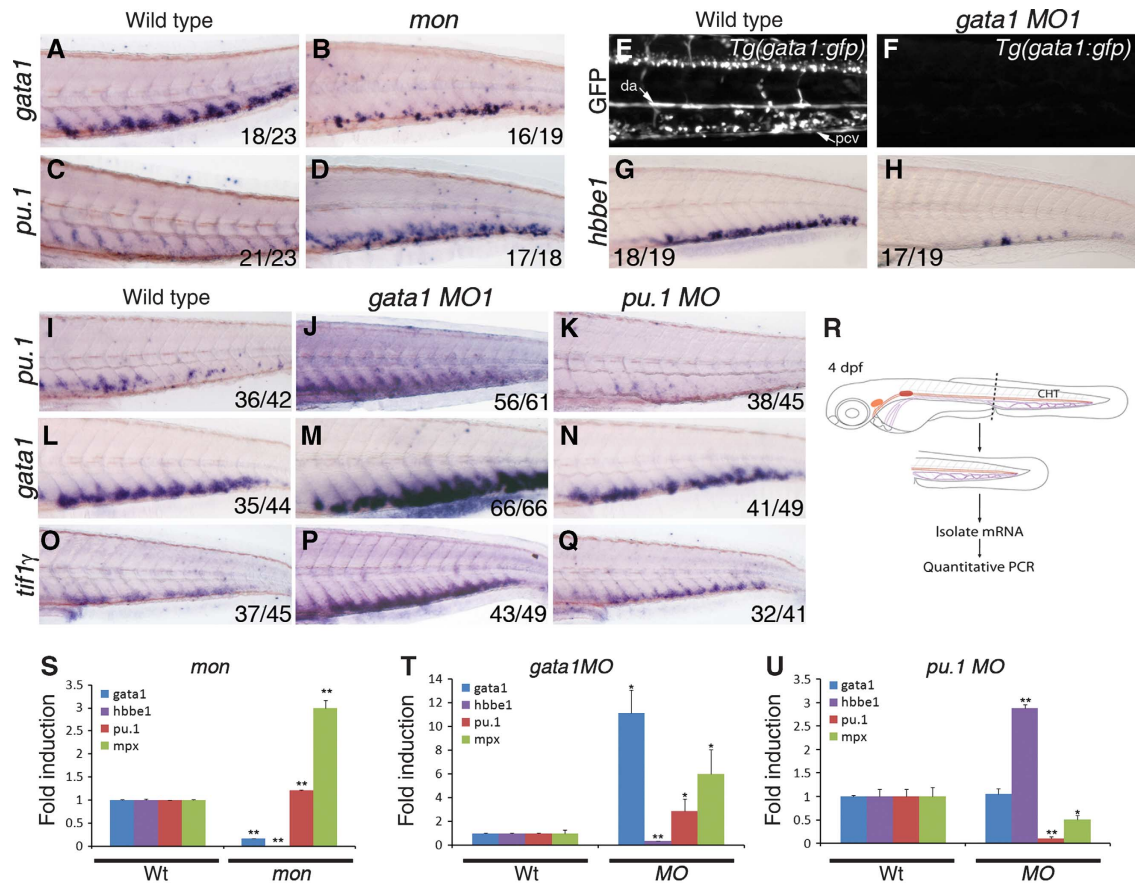 Wild type
mon
Wild type
gata1 MO1
gata1
A
18/23
B
16/19
GFP
E
Tg(gata1:gfp)
da
pcv
F
Tg(gata1:gfp)
pu.1
C
21/23
D
17/18
hbbe1
G
18/19
H
17/19
Wild type
gata1 MO1
pu.1 MO
pu.1
I
36/42
J
56/61
K
38/45
gata1
L
35/44
M
66/66
N
41/49
tif1γ
O
37/45
P
43/49
Q
32/41
R
4 dpf
CHT
Isolate mRNA
Quantitative PCR
S
mon
Fold induction
3.5
3
2.5
2
1.5
1
0.5
0
gata1
hbbe1
pu.1
mpx
**
**
**
**
Wt
mon
T
gata1MO
Fold induction
14
12
10
8
6
4
2
0
gata1
hbbe1
pu.1
mpx
*
**
*
*
Wt
MO
U
pu.1 MO
Fold induction
3.5
3
2.5
2
1.5
1
0.5
0
gata1
hbbe1
pu.1
mpx
**
**
*
Wt
MO